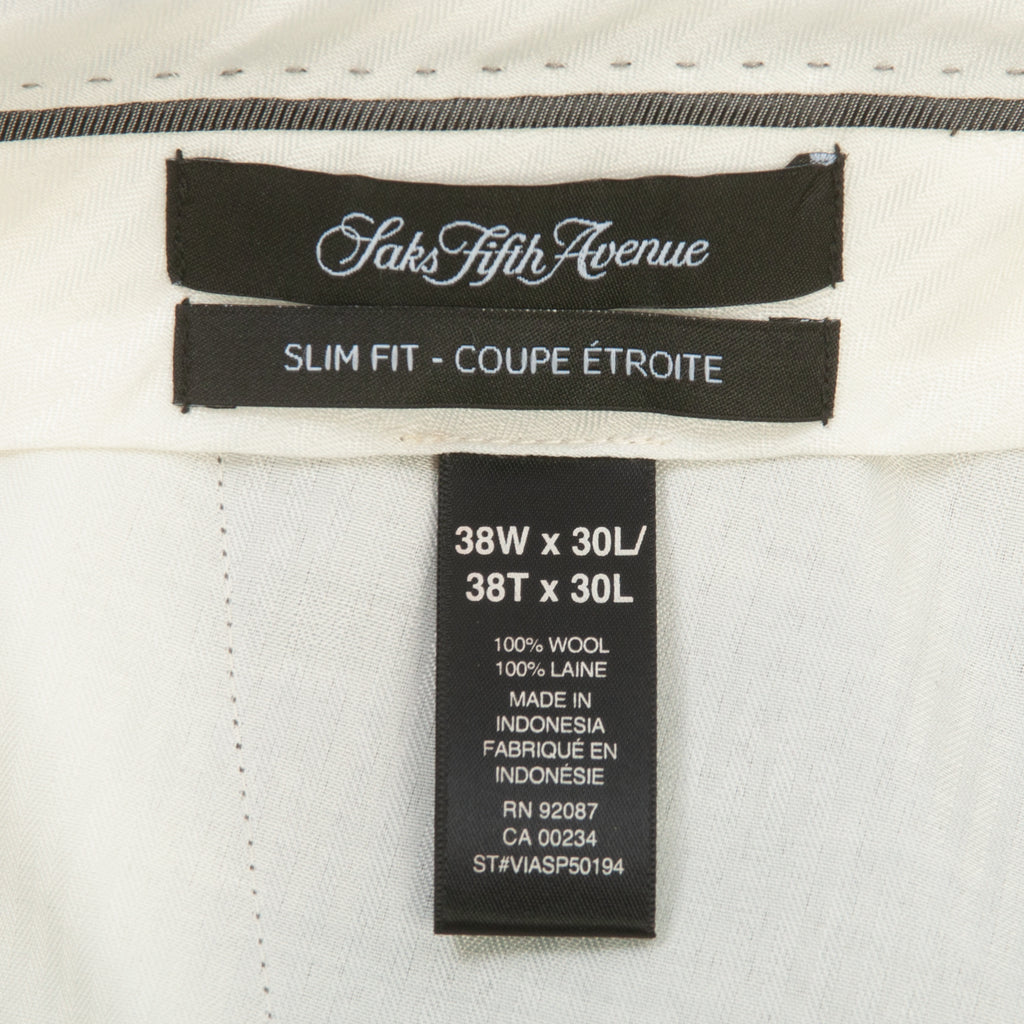 Saks Fifth Avenue
SLIM FIT - COUPE ÉTROITE
38W x 30L/
38T x 30L
100% WOOL
100% LAINE
MADE IN
INDONESIA
FABRIQUÉ EN
INDONÉSIE
RN 92087
CA 00234
ST#VIASP50194